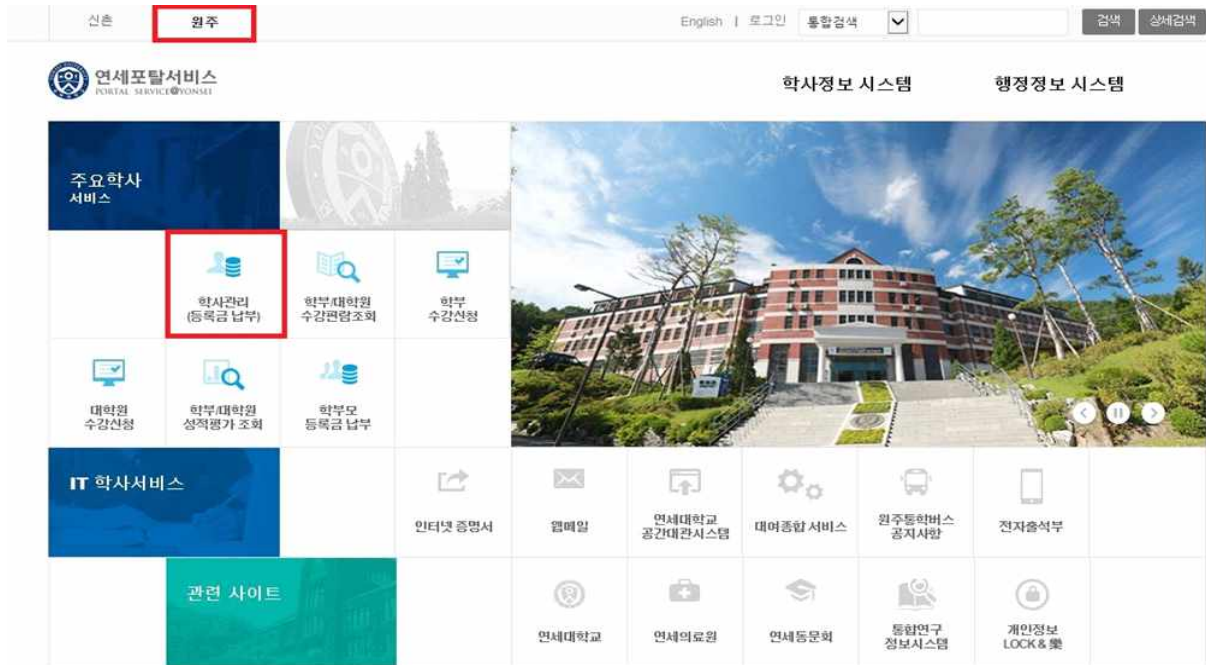 신촌
원주
English | 로그인
통합검색
검색
상세검색
연세포탈서비스
PORTAL SERVICE@YONSEI
학사정보 시스템
행정정보 시스템
주요학사
서비스
학사관리
(등록금 납부)
학부/대학원
수강편람조회
학부
수강신청
대학원
수강신청
학부/대학원
성적평가 조회
학부모
등록금 납부
IT 학사서비스
인터넷 증명서
웹메일
연세대학교
공간대관시스템
대여종합 서비스
원주통학버스
공지사항
전자출석부
관련 사이트
연세대학교
연세의료원
연세동문회
통합연구
정보시스템
개인정보
LOCK & 樂